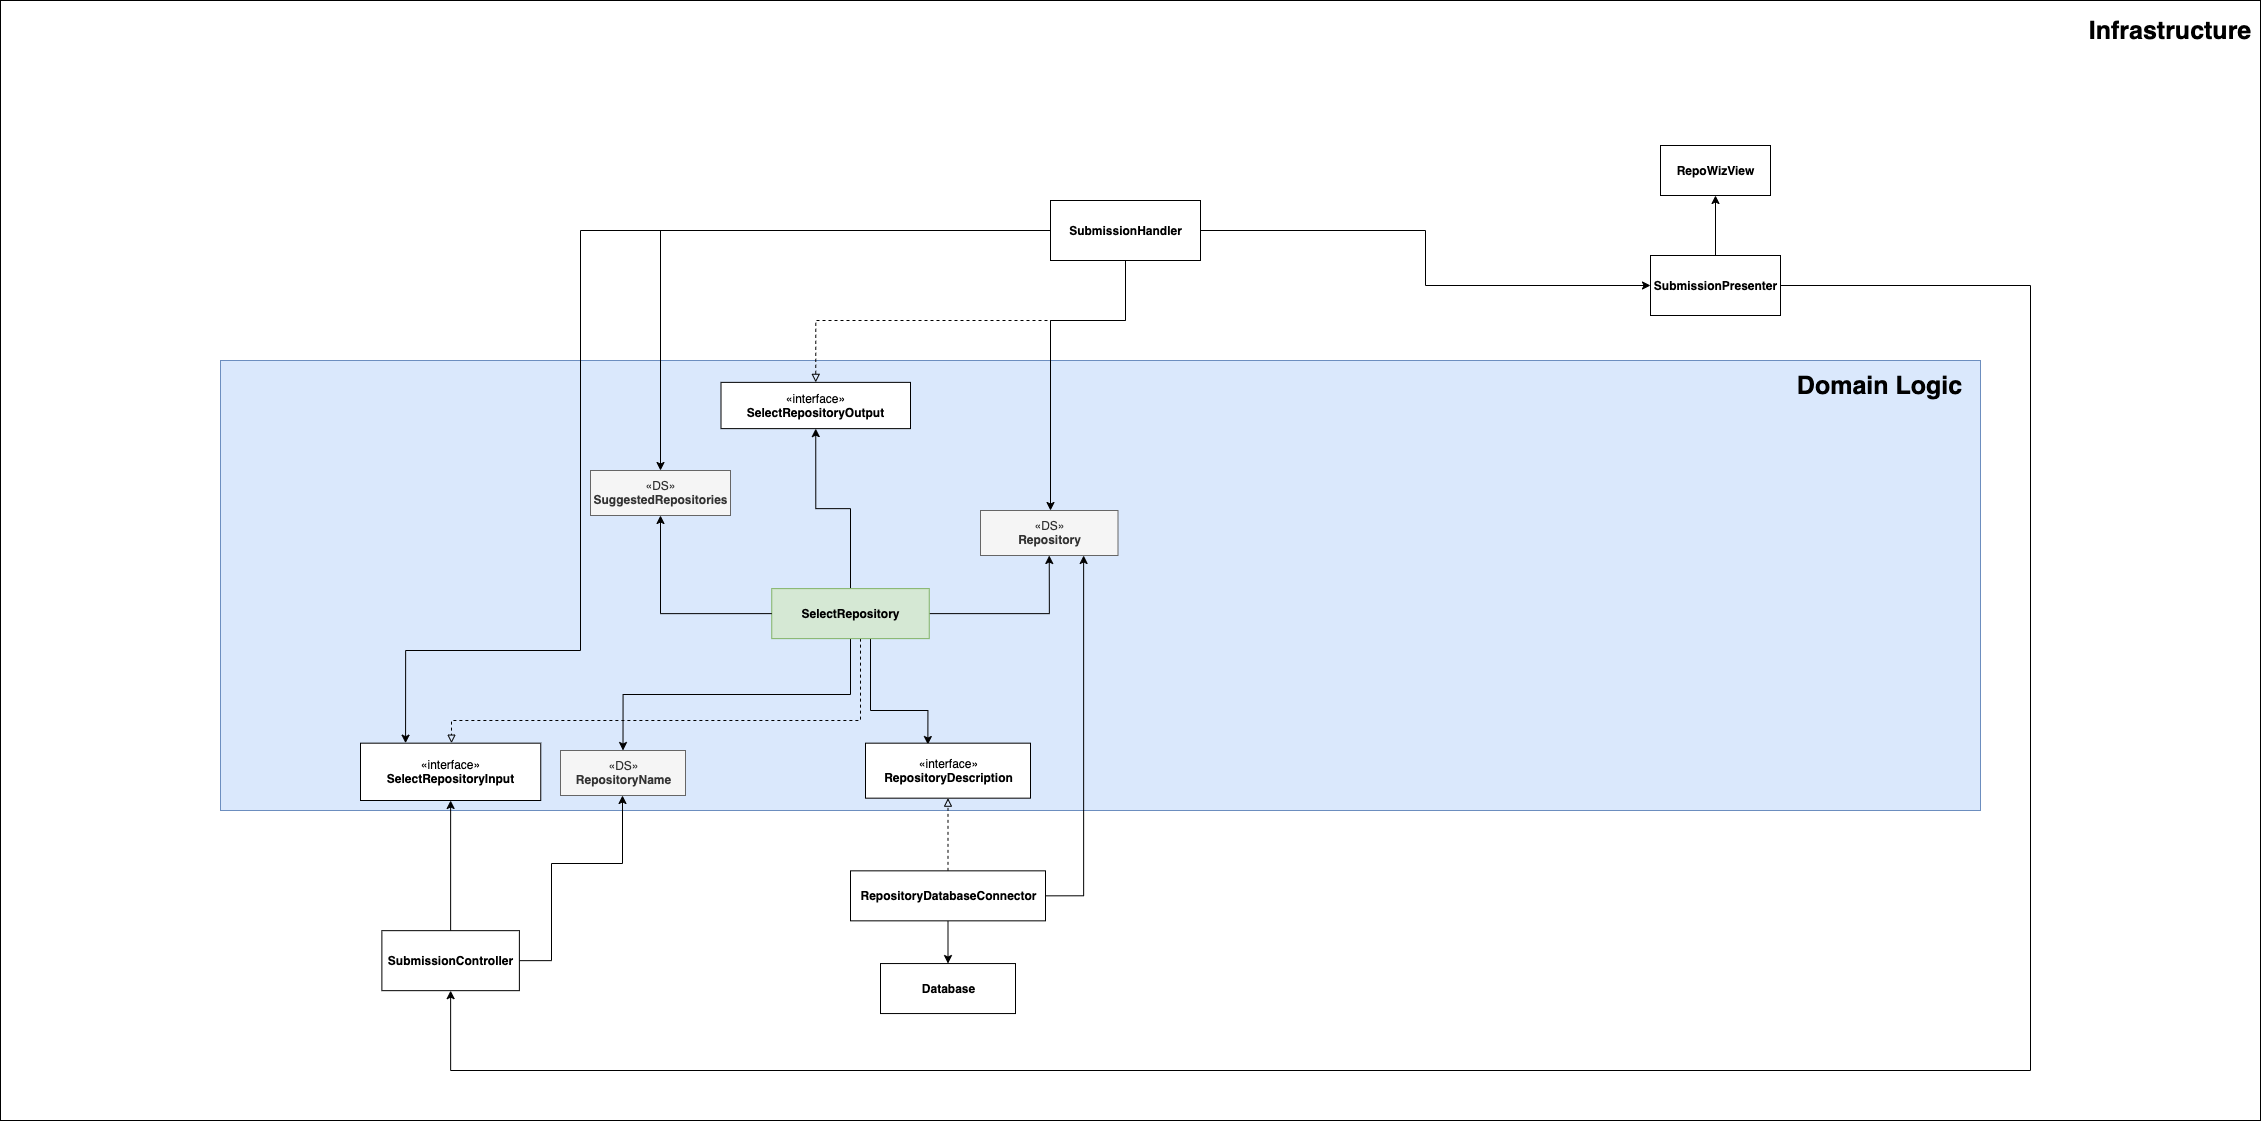 Infrastructure
RepoWizView
SubmissionHandler
SubmissionPresenter
Domain Logic
«interface»
SelectRepositoryOutput
«DS»
SuggestedRepositories
«DS»
Repository
SelectRepository
«interface»
SelectRepositoryInput
«DS»
RepositoryName
«interface»
RepositoryDescription
RepositoryDatabaseConnector
SubmissionController
Database